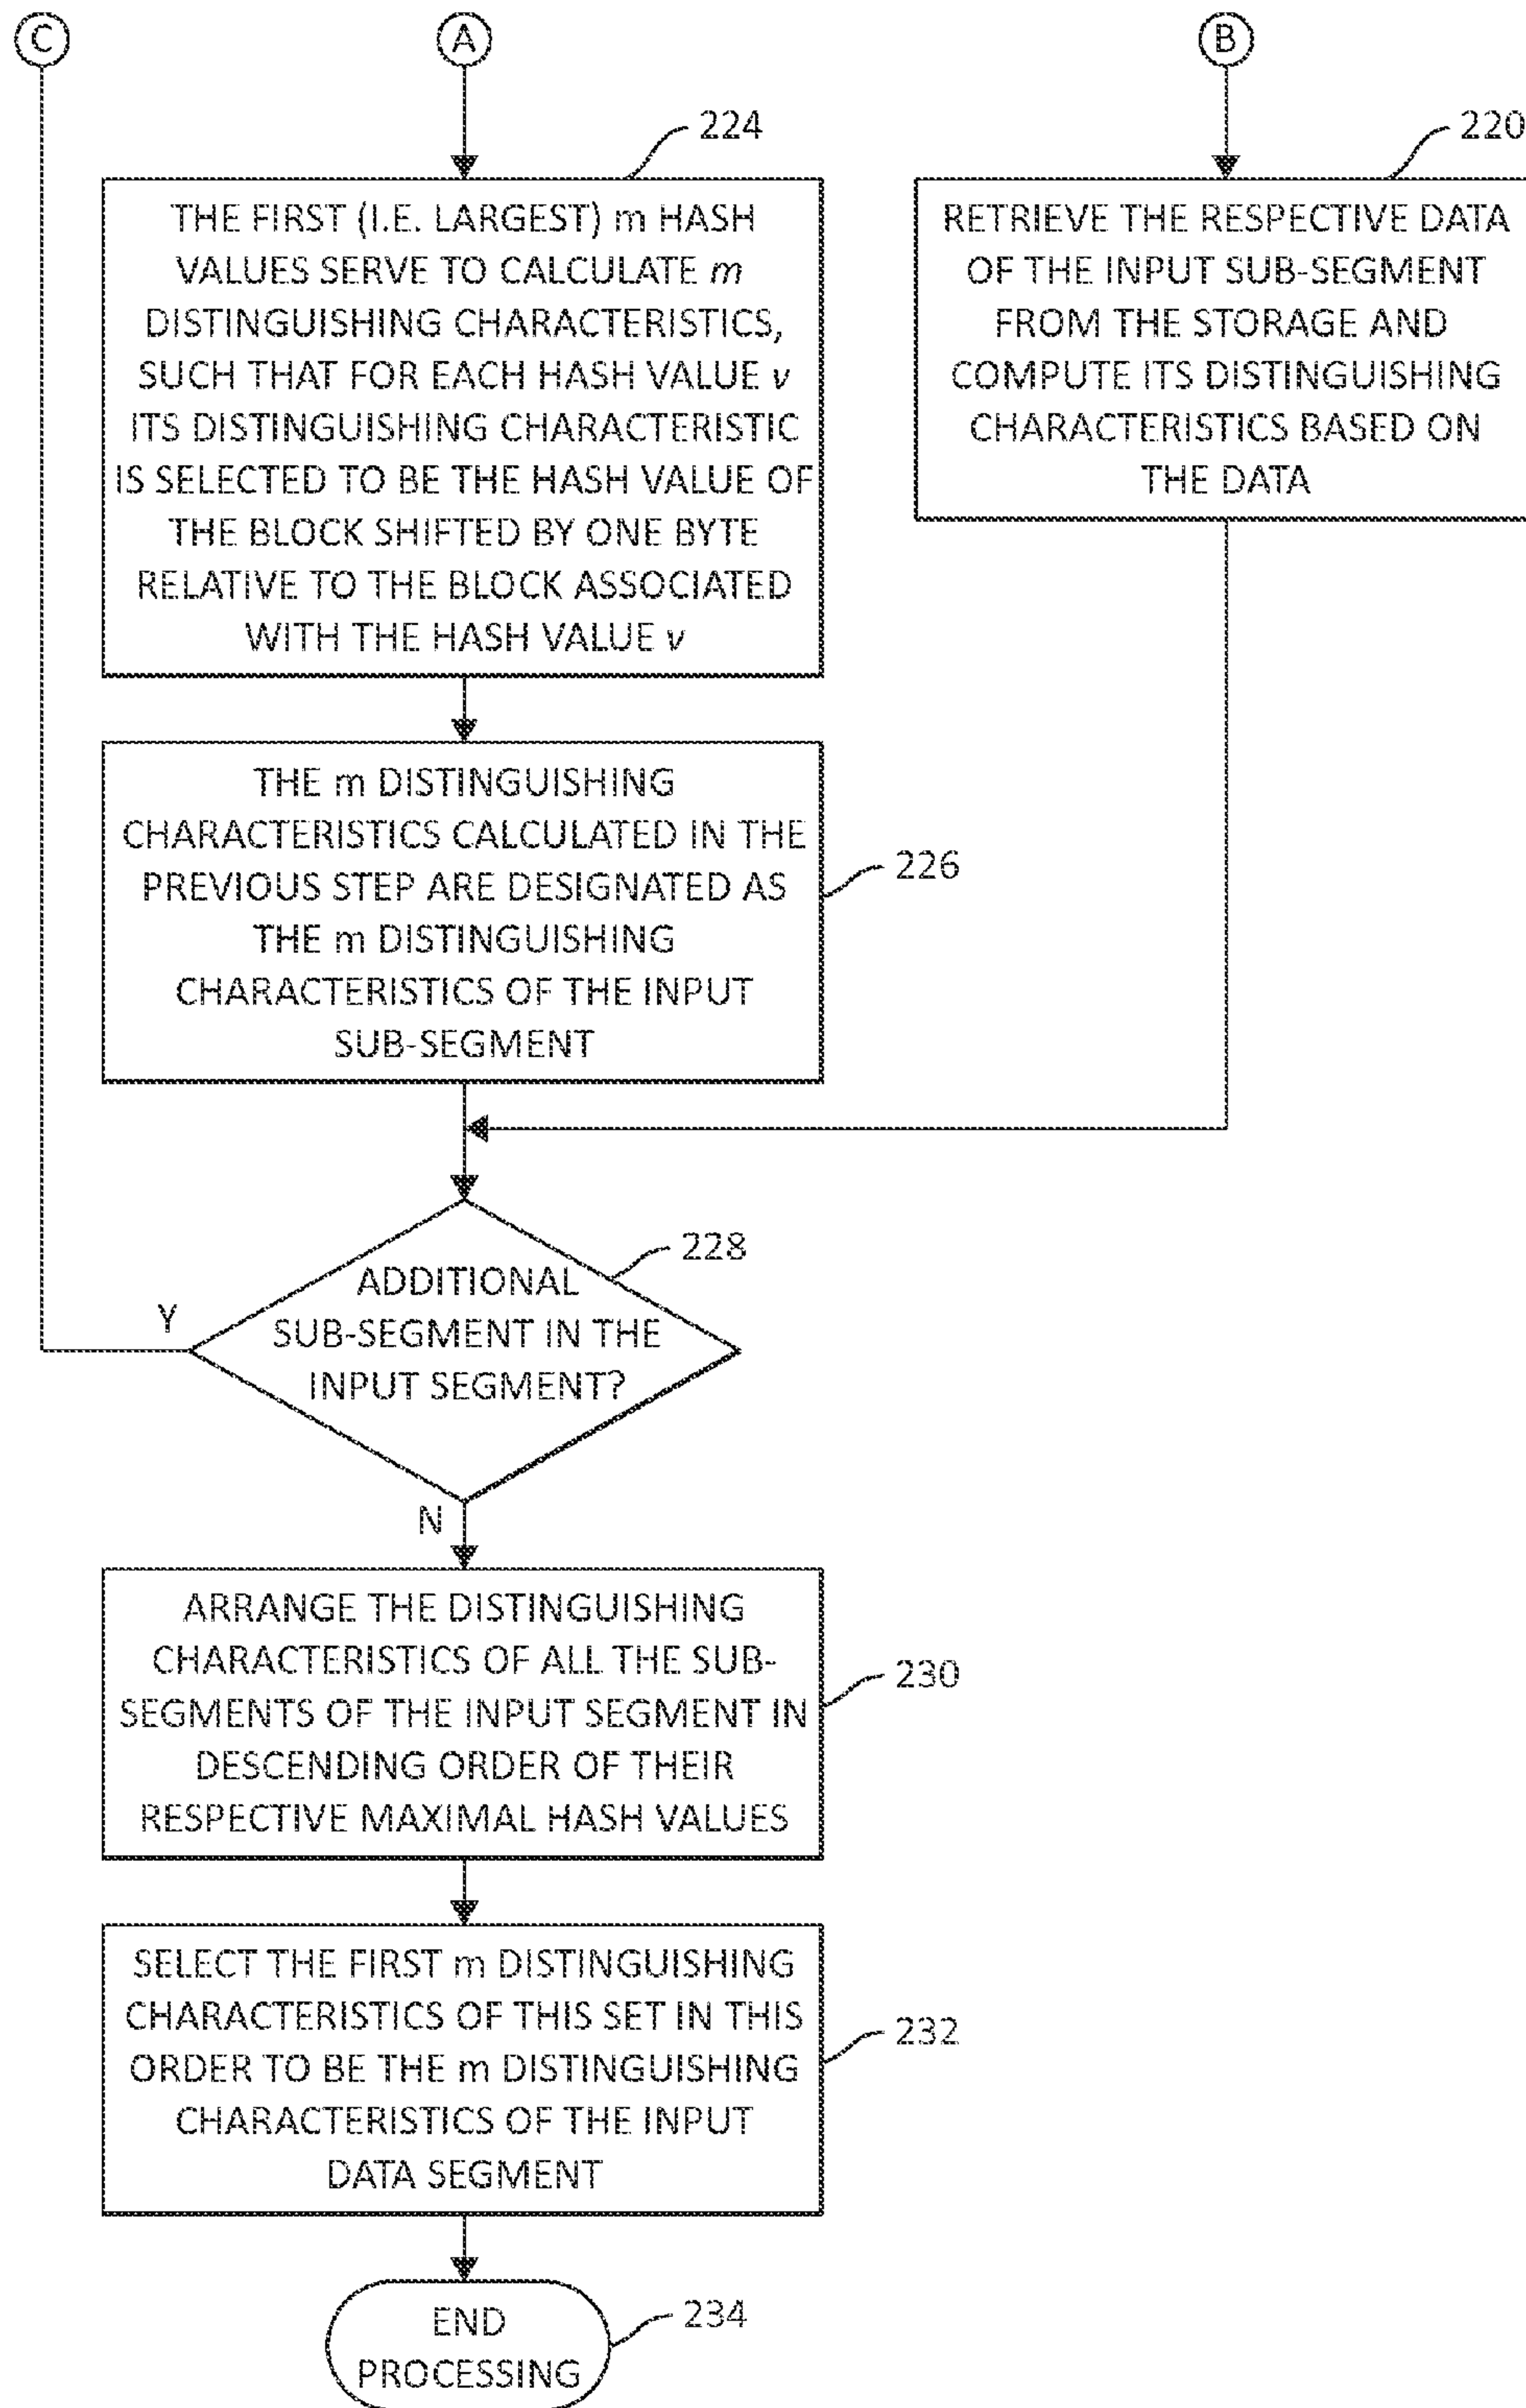 C
A
B
224
THE FIRST (I.E. LARGEST) m HASH
VALUES SERVE TO CALCULATE m
DISTINGUISHING CHARACTERISTICS,
SUCH THAT FOR EACH HASH VALUE v
ITS DISTINGUISHING CHARACTERISTIC
IS SELECTED TO BE THE HASH VALUE OF
THE BLOCK SHIFTED BY ONE BYTE
RELATIVE TO THE BLOCK ASSOCIATED
WITH THE HASH VALUE v
220
RETRIEVE THE RESPECTIVE DATA
OF THE INPUT SUB-SEGMENT
FROM THE STORAGE AND
COMPUTE ITS DISTINGUISHING
CHARACTERISTICS BASED ON
THE DATA
THE m DISTINGUISHING
CHARACTERISTICS CALCULATED IN THE
PREVIOUS STEP ARE DESIGNATED AS
THE m DISTINGUISHING
CHARACTERISTICS OF THE INPUT
SUB-SEGMENT
226
228
ADDITIONAL
SUB-SEGMENT IN THE
INPUT SEGMENT?
Y
N
ARRANGE THE DISTINGUISHING
CHARACTERISTICS OF ALL THE SUB-
SEGMENTS OF THE INPUT SEGMENT IN
DESCENDING ORDER OF THEIR
RESPECTIVE MAXIMAL HASH VALUES
230
SELECT THE FIRST m DISTINGUISHING
CHARACTERISTICS OF THIS SET IN THIS
ORDER TO BE THE m DISTINGUISHING
CHARACTERISTICS OF THE INPUT
DATA SEGMENT
232
END
PROCESSING
234